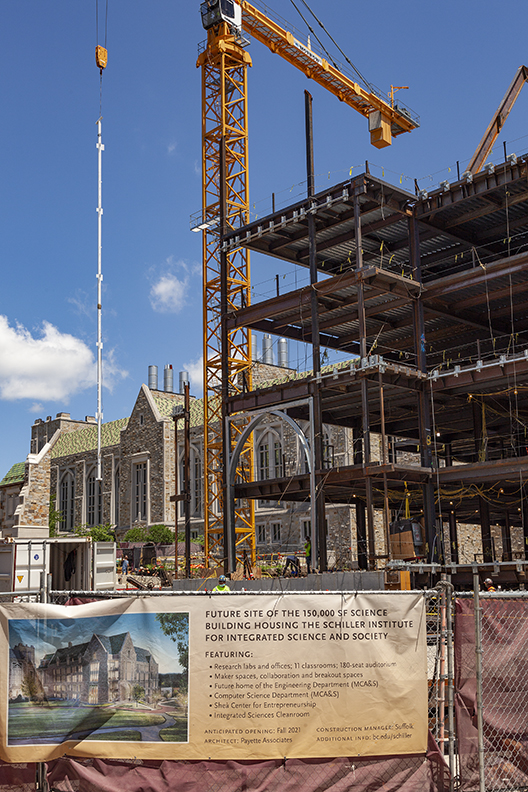 FUTURE SITE OF THE 150,000 SF SCIENCE
BUILDING HOUSING THE SCHILLER INSTITUTE
FOR INTEGRATED SCIENCE AND SOCIETY
FEATURING:
• Research labs and offices; 11 classrooms; 180-seat auditorium
• Maker spaces, collaboration and breakout spaces
• Future home of the Engineering Department (MCA&S)
• Computer Science Department (MCA&S)
• Shea Center for Entrepreneurship
• Integrated Sciences Cleanroom
ANTICIPATED OPENING: Fall 2021
ARCHITECT: Payette Associates
CONSTRUCTION MANAGER: Suffolk
ADDITIONAL INFO: bc.edu/schiller